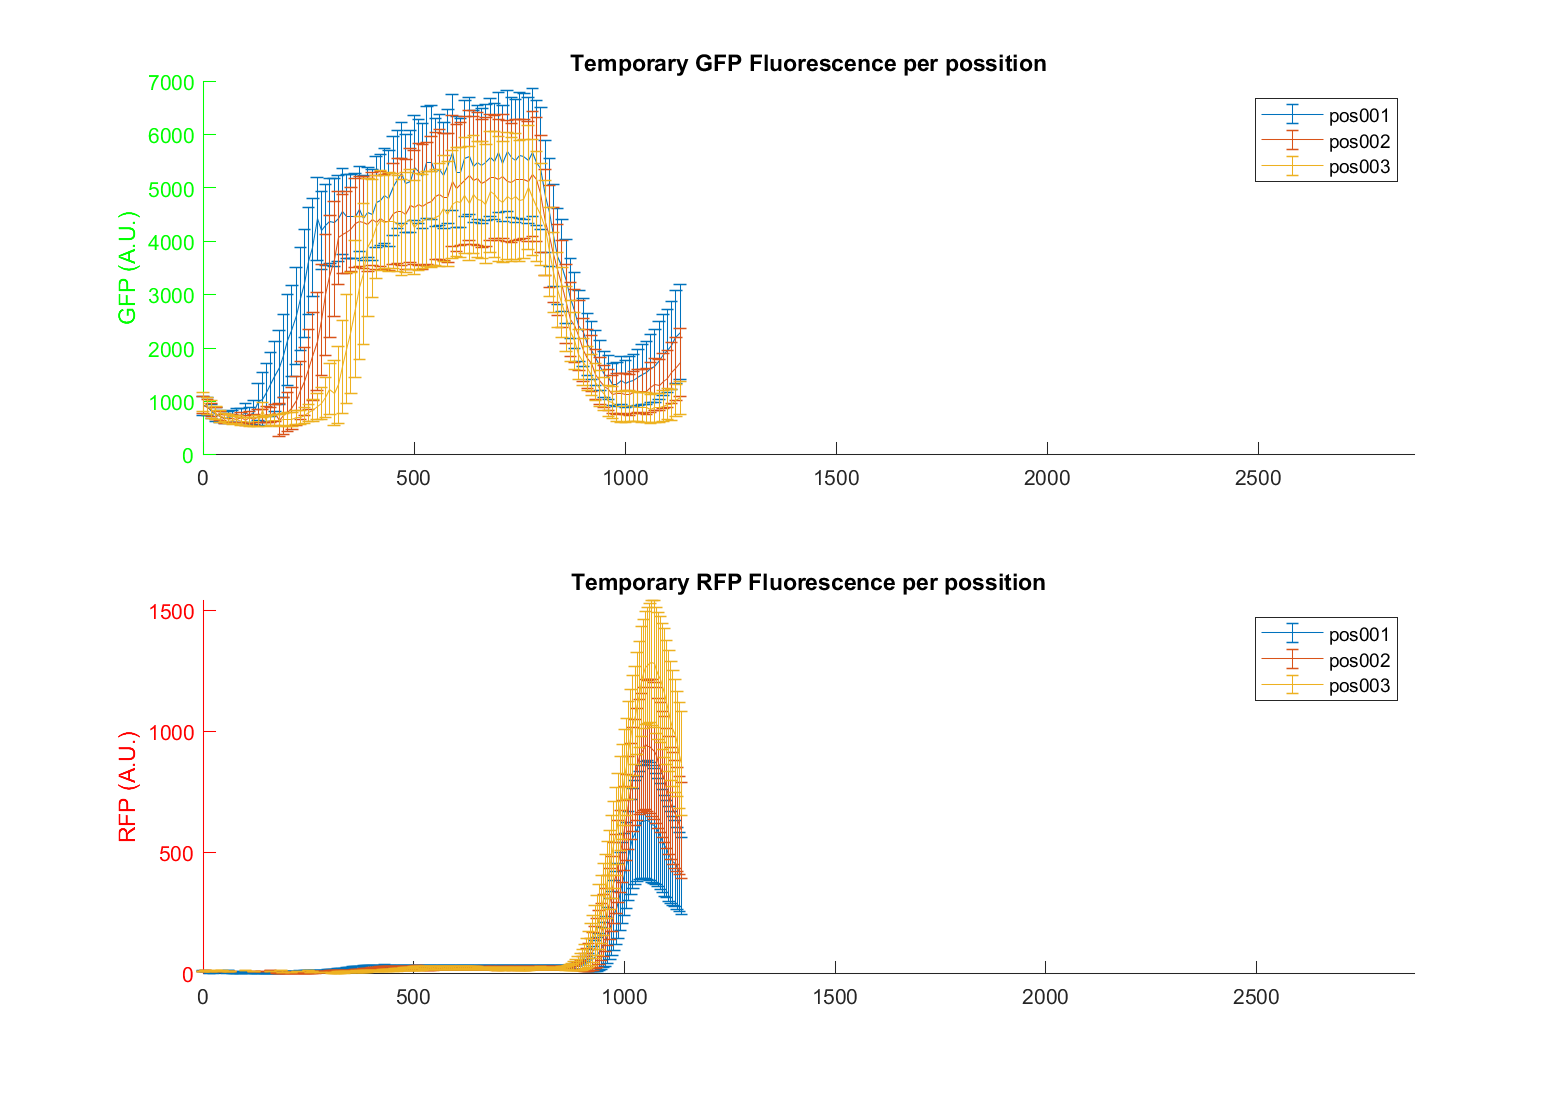 Temporary GFP Fluorescence per possition
7000
6000
5000
4000
3000
2000
1000
0
GFP (A.U.)
0 500 1000 1500 2000 2500
pos001
pos002
pos003
Temporary RFP Fluorescence per possition
1500
1000
500
0
RFP (A.U.)
0 500 1000 1500 2000 2500
pos001
pos002
pos003